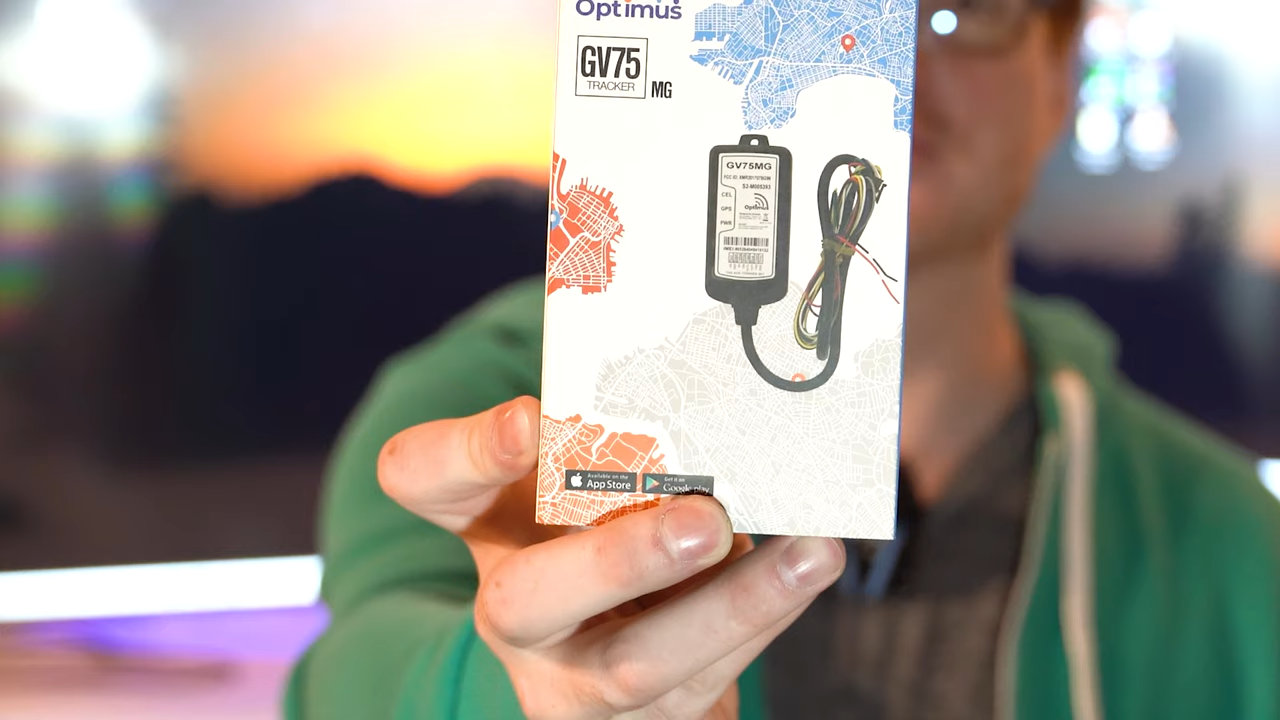 Optimus
GV75
TRACKER
MG
GV75MG
CEL
GPS
PWR
Optimus
Available on the
App Store
Get it on
Google play